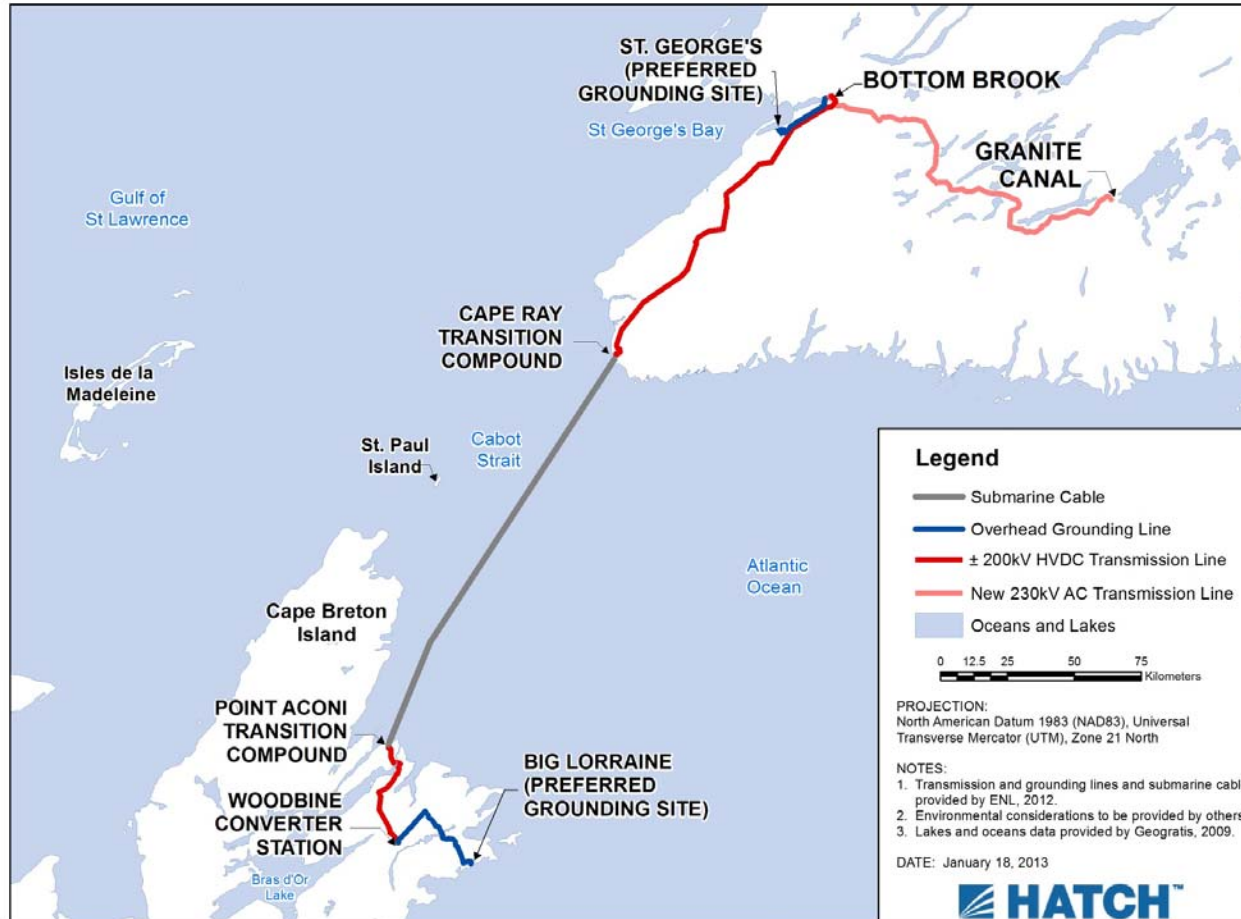 ST. GEORGE'S
(PREFERRED
GROUNDING SITE)
BOTTOM BROOK
St George's Bay
GRANITE
CANAL
Gulf of
St Lawrence
CAPE RAY
TRANSITION
COMPOUND
Isles de la
Madeleine
Cabot
Strait
St. Paul
Island
Atlantic
Ocean
Cape Breton
Island
POINT ACONI
TRANSITION
COMPOUND
BIG LORRAINE
(PREFERRED
GROUNDING SITE)
WOODBINE
CONVERTER
STATION
Bras d'Or
Lake
Legend
Submarine Cable
Overhead Grounding Line
± 200kV HVDC Transmission Line
New 230kV AC Transmission Line
Oceans and Lakes
0 12.5 25 50 75
Kilometers
PROJECTION:
North American Datum 1983 (NAD83), Universal
Transverse Mercator (UTM), Zone 21 North
NOTES:
1. Transmission and grounding lines and submarine cabl
provided by ENL, 2012.
2. Environmental considerations to be provided by others
3. Lakes and oceans data provided by Geogratis, 2009.
DATE: January 18, 2013
HATCH™